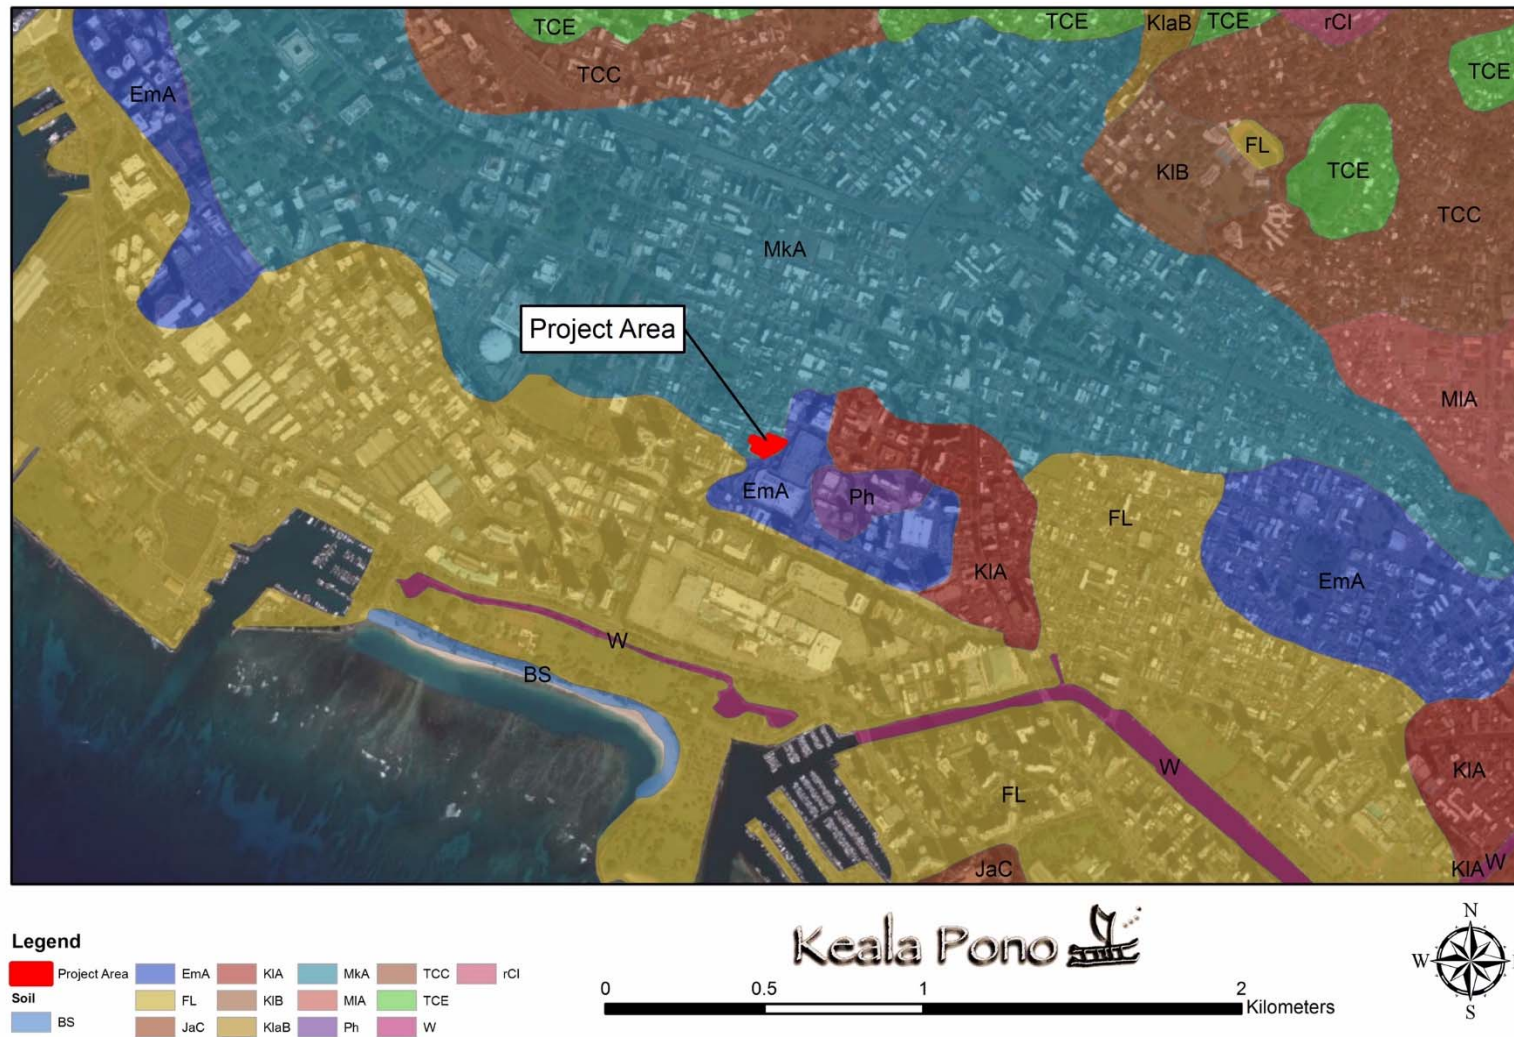 TCE
TCE
KlaB
TCE
rCI
TCC
TCE
EmA
FL
KlB
TCE
TCC
MkA
Project Area
MlA
EmA
Ph
FL
KlA
EmA
W
BS
W
KlA
FL
JaC
KlA
W
Legend
Project Area
Soil
BS
EmA
FL
JaC
KlA
KlB
KlaB
MkA
MlA
Ph
TCC
TCE
W
rCI
Keala Pono
0 0.5 1 2
Kilometers
N
W E
S